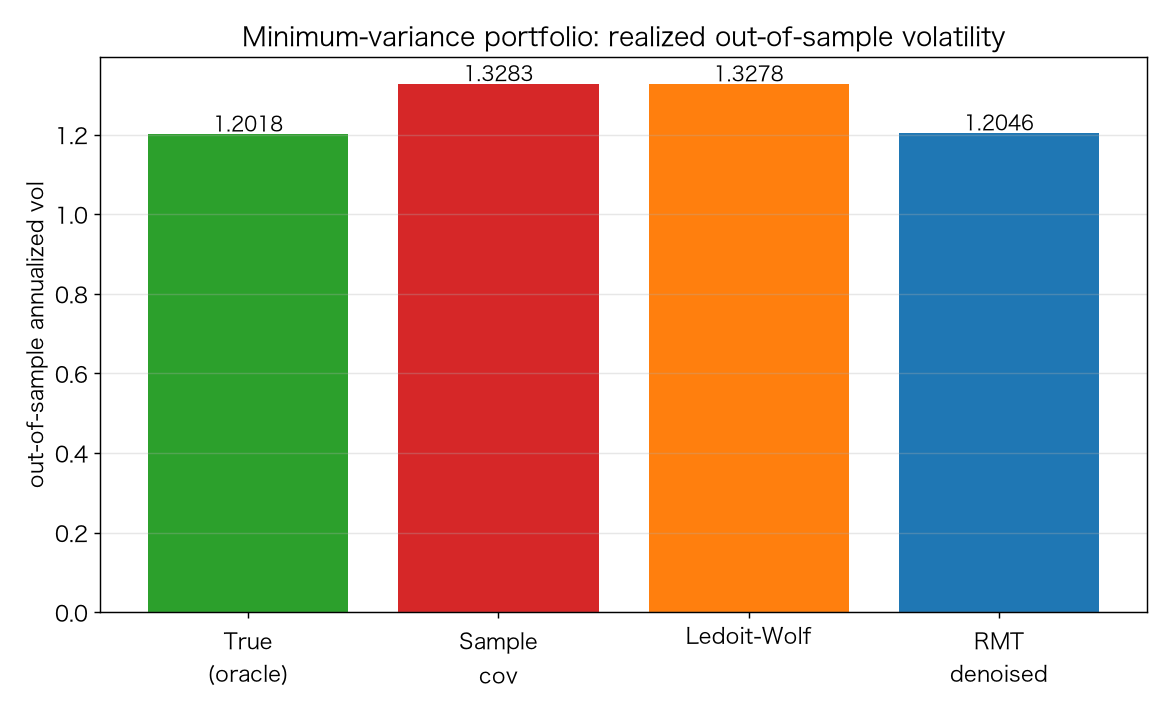 Minimum-variance portfolio: realized out-of-sample volatility
out-of-sample annualized vol
1.2
1.0
0.8
0.6
0.4
0.2
0.0
1.2018
1.3283
1.3278
1.2046
True
(oracle)
Sample
cov
Ledoit-Wolf
RMT
denoised